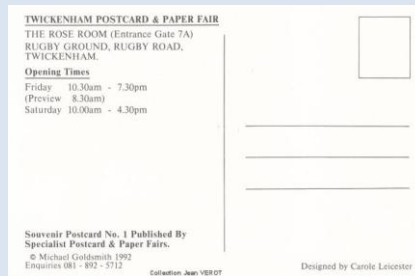 TWICKENHAM POSTCARD & PAPER FAIR
THE ROSE ROOM (Entrance Gate 7A)
RUGBY GROUND, RUGBY ROAD,
TWICKENHAM.
Opening Times
Friday 10.30am - 7.30pm
(Preview 8.30am)
Saturday 10.00am - 4.30pm
Souvenir Postcard No. 1 Published By
Specialist Postcard & Paper Fairs.
© Michael Goldsmith 1992
Enquiries 081 - 892 - 5712
Collection Jean VERDT
Designed by Carole Leicester